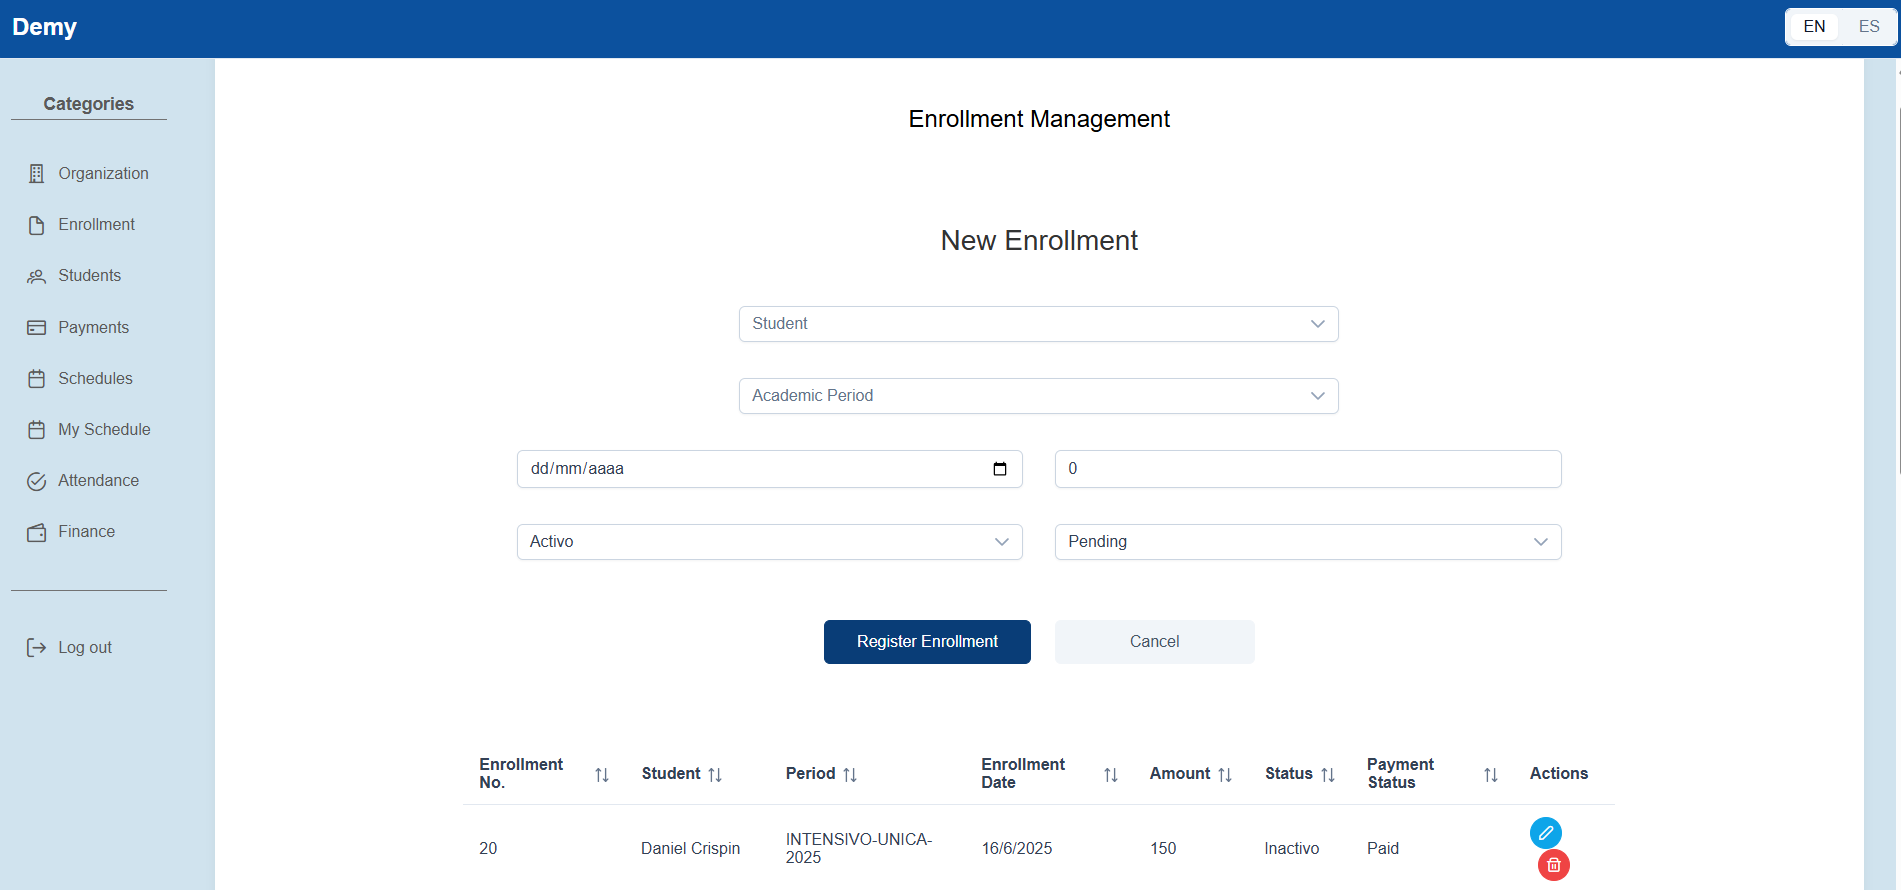 Demy
EN ES
Categories
Organization
Enrollment
Students
Payments
Schedules
My Schedule
Attendance
Finance
Log out
Enrollment Management
New Enrollment
Student
Academic Period
dd/mm/aaaa
0
Activo
Pending
Register Enrollment
Cancel
Enrollment No. Student Period Enrollment Date Amount Status Payment Status Actions
20 Daniel Crispin INTENSIVO-UNICA-2025 16/6/2025 150 Inactivo Paid